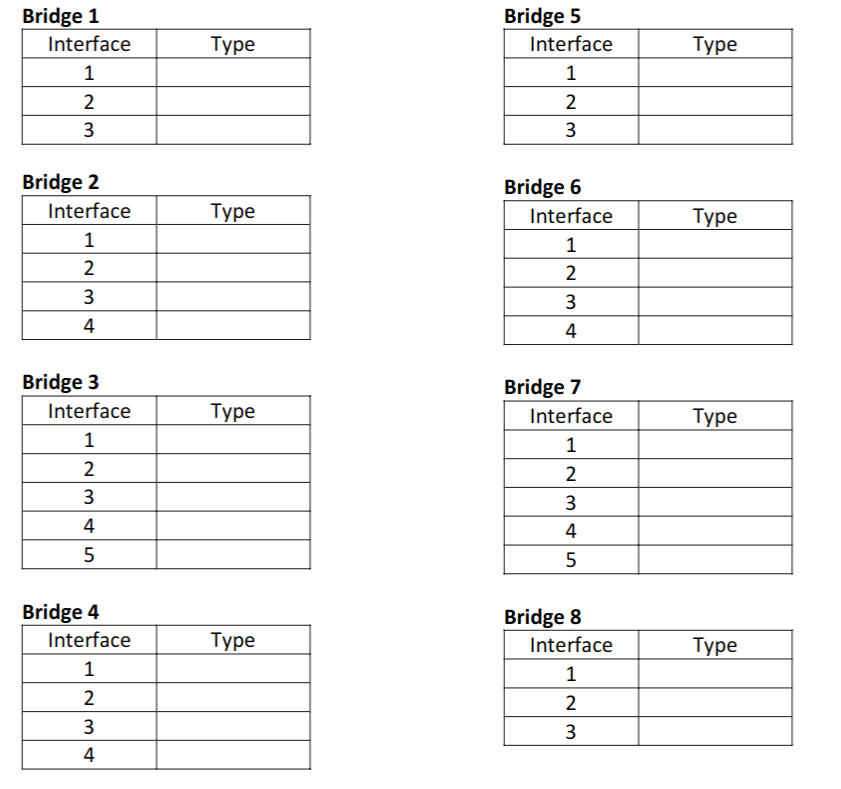 Bridge 1
Interface Type
1
2
3
Bridge 2
Interface Type
1
2
3
4
Bridge 3
Interface Type
1
2
3
4
5
Bridge 4
Interface Type
1
2
3
4
Bridge 5
Interface Type
1
2
3
Bridge 6
Interface Type
1
2
3
4
Bridge 7
Interface Type
1
2
3
4
5
Bridge 8
Interface Type
1
2
3